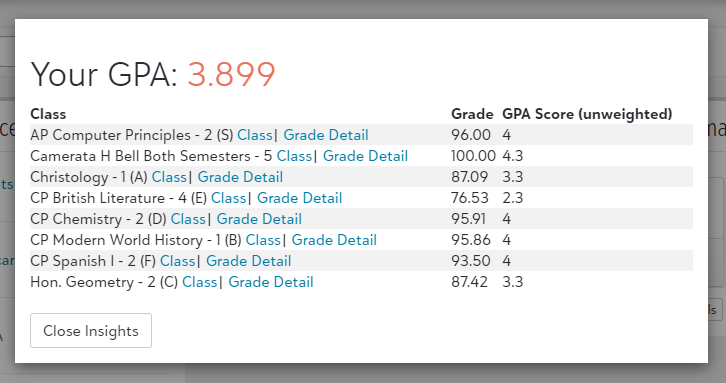 Your GPA: 3.899
Class Grade GPA Score (unweighted)
AP Computer Principles - 2 (S) Class| Grade Detail 96.00 4
Camerata H Bell Both Semesters - 5 Class| Grade Detail 100.00 4.3
Christology - 1 (A) Class| Grade Detail 87.09 3.3
CP British Literature - 4 (E) Class| Grade Detail 76.53 2.3
CP Chemistry - 2 (D) Class| Grade Detail 95.91 4
CP Modern World History - 1 (B) Class| Grade Detail 95.86 4
CP Spanish I - 2 (F) Class| Grade Detail 93.50 4
Hon. Geometry - 2 (C) Class| Grade Detail 87.42 3.3
Close Insights